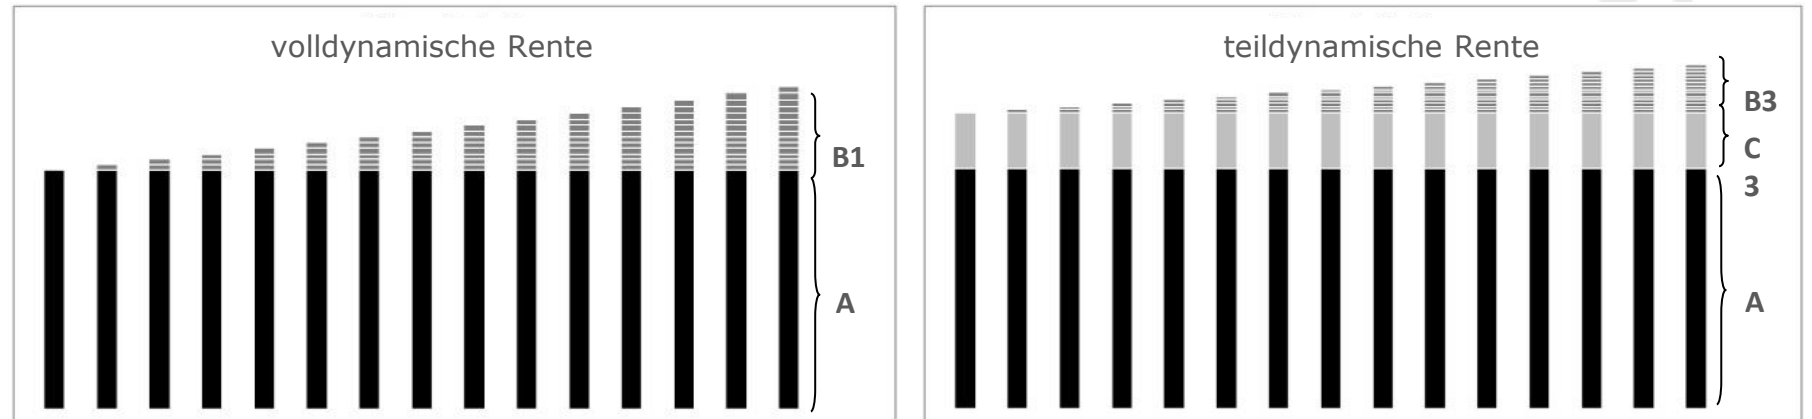 volldynamische Rente
B1
A
teildynamische Rente
B3
C
3
A